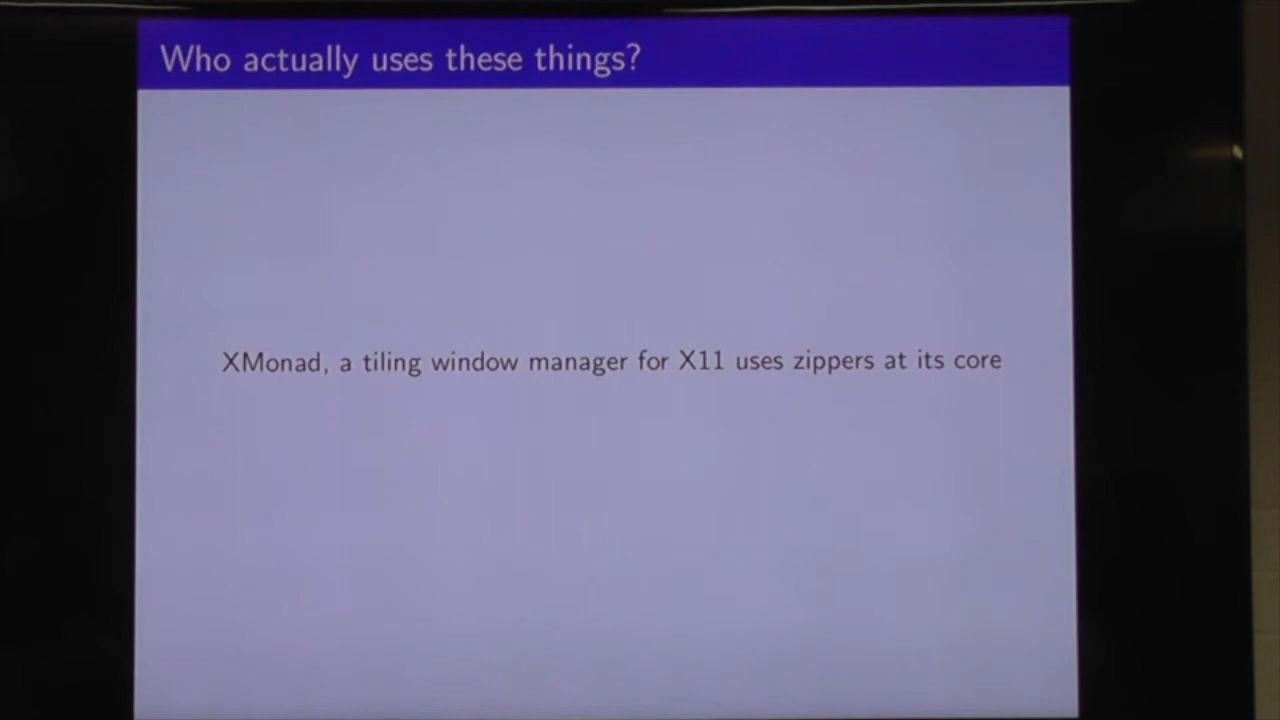 Who actually uses these things?
XMonad, a tiling window manager for X11 uses zippers at its core